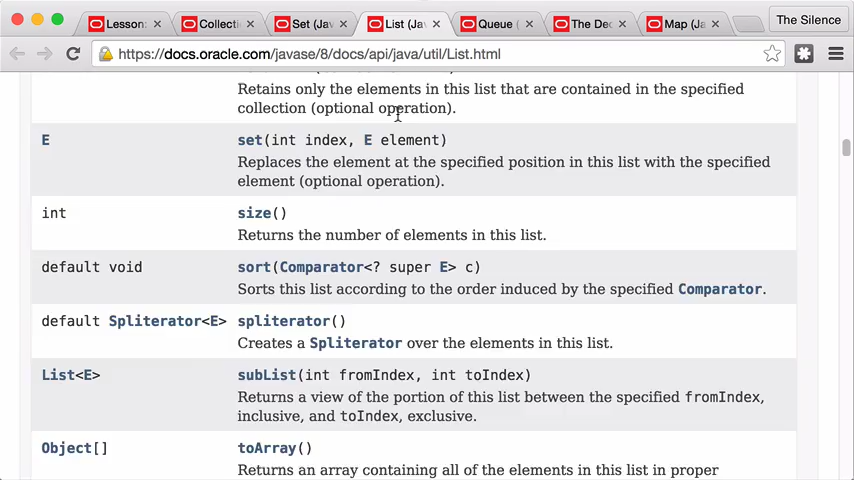 Lesson:
Collectic
Set (Jav
List (Jav
Queue (
The Dec
Map (Ja
The Silence
https://docs.oracle.com/javase/8/docs/api/java/util/List.html
Retains only the elements in this list that are contained in the specified
collection (optional operation).
E
set(int index, E element)
Replaces the element at the specified position in this list with the specified
element (optional operation).
int
size()
Returns the number of elements in this list.
default void
sort(Comparator<? super E> c)
Sorts this list according to the order induced by the specified Comparator.
default Spliterator<E>
spliterator()
Creates a Spliterator over the elements in this list.
List<E>
subList(int fromIndex, int toIndex)
Returns a view of the portion of this list between the specified fromIndex,
inclusive, and toIndex, exclusive.
Object[]
toArray()
Returns an array containing all of the elements in this list in proper